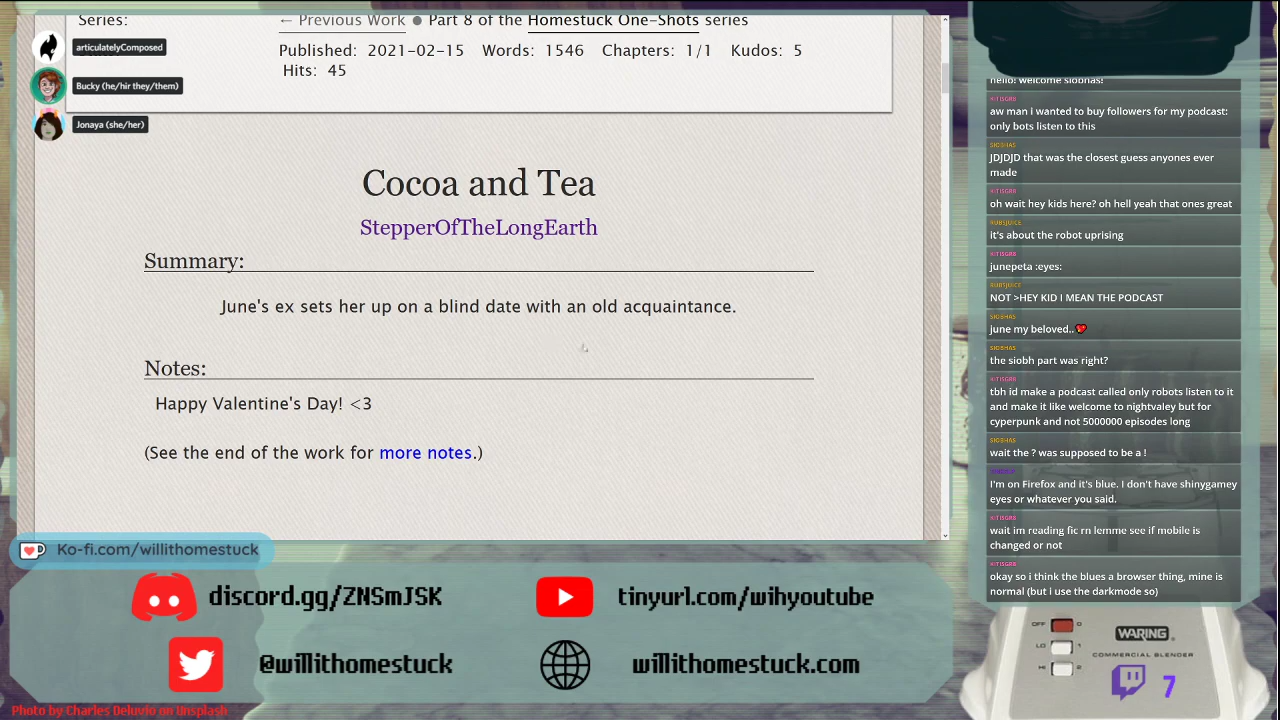 Series:
← Previous Work ● Part 8 of the Homestuck One-Shots series
Published: 2021-02-15 Words: 1546 Chapters: 1/1 Kudos: 5
Hits: 45
articulatelyComposed
Bucky (he/hir they/them)
Jonaya (she/her)
Cocoa and Tea
StepperOfTheLongEarth
Summary:
June's ex sets her up on a blind date with an old acquaintance.
Notes:
Happy Valentine's Day! <3
(See the end of the work for more notes.)
Ko-fi.com/willithomestuck
discord.gg/ZNSmJSK
tinyurl.com/wihyoutube
@willithomestuck
willithomestuck.com
Photo by Charles Deluvio on Unsplash
hello! welcome siobhas!
aw man i wanted to buy followers for my podcast:
only bots listen to this
SIOBHAS
JDJDJD that was the closest guess anyones ever
made
oh wait hey kids here? oh hell yeah that ones great
it's about the robot uprising
junepeta :eyes:
NOT >HEY KID I MEAN THE PODCAST
SIOBHAS
june my beloved..
SIOBHAS
the siobh part was right?
tbh id make a podcast called only robots listen to it
and make it like welcome to nightvaley but for
cyperpunk and not 5000000 episodes long
SIOBHAS
wait the ? was supposed to be a !
I'm on Firefox and it's blue. I don't have shinygamey
eyes or whatever you said.
wait im reading fic rn lemme see if mobile is
changed or not
okay so i think the blues a browser thing, mine is
normal (but i use the darkmode so)
OFF 0
LO 1
HI 2
WARING
COMMERCIAL BLENDER
7